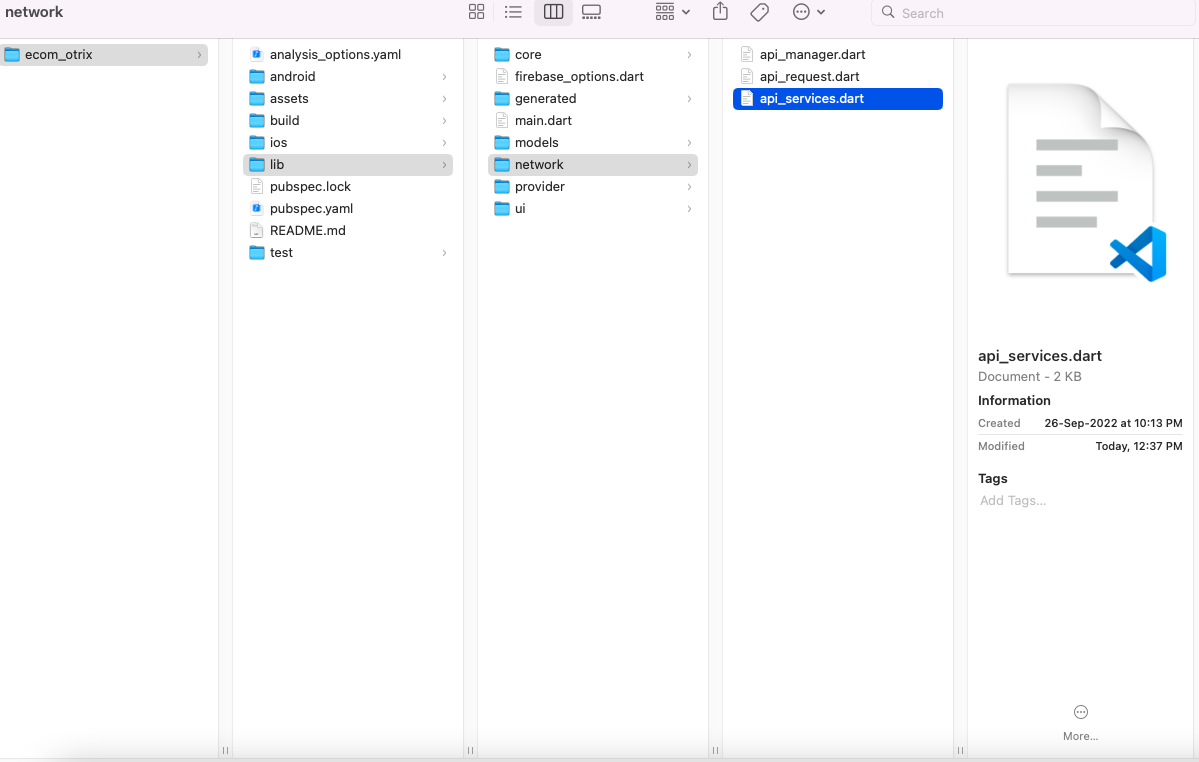 network
Search
ecom_otrix
analysis_options.yaml
android
assets
build
ios
lib
pubspec.lock
pubspec.yaml
README.md
test
core
firebase_options.dart
generated
main.dart
models
network
provider
ui
api_manager.dart
api_request.dart
api_services.dart
api_services.dart
Document - 2 KB
Information
Created 26-Sep-2022 at 10:13 PM
Modified Today, 12:37 PM
Tags
Add Tags...
More...